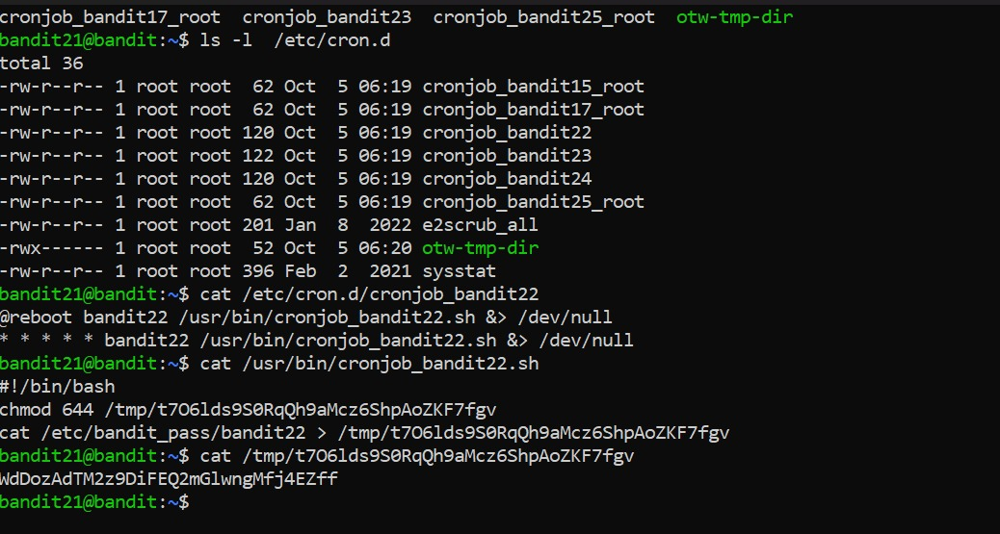 cronjob_bandit17_root  cronjob_bandit23  cronjob_bandit25_root  otw-tmp-dir
bandit21@bandit:~$ ls -l  /etc/cron.d
total 36
-rw-r--r-- 1 root root  62 Oct  5 06:19 cronjob_bandit15_root
-rw-r--r-- 1 root root  62 Oct  5 06:19 cronjob_bandit17_root
-rw-r--r-- 1 root root 120 Oct  5 06:19 cronjob_bandit22
-rw-r--r-- 1 root root 122 Oct  5 06:19 cronjob_bandit23
-rw-r--r-- 1 root root 120 Oct  5 06:19 cronjob_bandit24
-rw-r--r-- 1 root root  62 Oct  5 06:19 cronjob_bandit25_root
-rw-r--r-- 1 root root 201 Jan  8  2022 e2scrub_all
-rwx------ 1 root root  52 Oct  5 06:20 otw-tmp-dir
-rw-r--r-- 1 root root 396 Feb  2  2021 sysstat
bandit21@bandit:~$ cat /etc/cron.d/cronjob_bandit22
@reboot bandit22 /usr/bin/cronjob_bandit22.sh &> /dev/null
* * * * * bandit22 /usr/bin/cronjob_bandit22.sh &> /dev/null
bandit21@bandit:~$ cat /usr/bin/cronjob_bandit22.sh
#!/bin/bash
chmod 644 /tmp/t7O6lds9S0RqQh9aMcz6ShpAoZKF7fgv
cat /etc/bandit_pass/bandit22 > /tmp/t7O6lds9S0RqQh9aMcz6ShpAoZKF7fgv
bandit21@bandit:~$ cat /tmp/t7O6lds9S0RqQh9aMcz6ShpAoZKF7fgv
WdDozAdTM2z9DiFEQ2mGlwngMfj4EZff
bandit21@bandit:~$